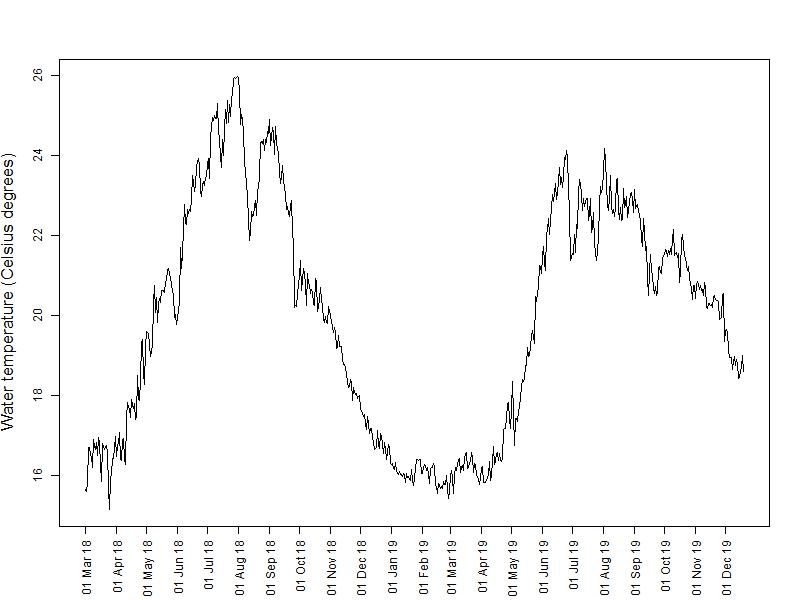 Water temperature (Celsius degrees)
26
24
22
20
18
16
01 Mar 18
01 Apr 18
01 May 18
01 Jun 18
01 Jul 18
01 Aug 18
01 Sep 18
01 Oct 18
01 Nov 18
01 Dec 18
01 Jan 19
01 Feb 19
01 Mar 19
01 Apr 19
01 May 19
01 Jun 19
01 Jul 19
01 Aug 19
01 Sep 19
01 Oct 19
01 Nov 19
01 Dec 19